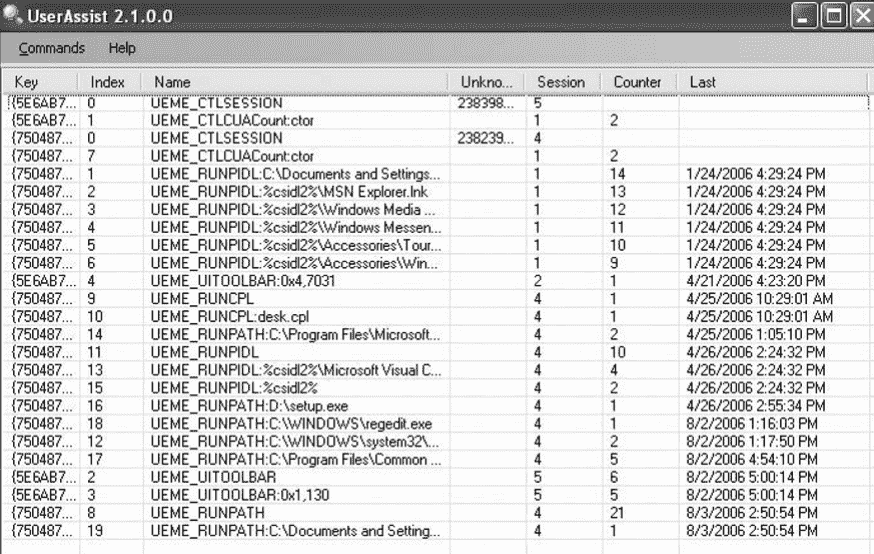 UserAssist 2.1.0.0
Commands Help
Key Index Name Unkno... Session Counter Last
{5E6AB7... 0 UEME_CTLSESSION 238398... 5
{5E6AB7... 1 UEME_CTLCUACount:ctor 1 2
{750487... 0 UEME_CTLSESSION 238239... 4
{750487... 7 UEME_CTLCUACount:ctor 1 2
{750487... 1 UEME_RUNPIDL:C:\Documents and Settings... 1 14 1/24/2006 4:29:24 PM
{750487... 2 UEME_RUNPIDL:%csidl2%\MSN Explorer.lnk 1 13 1/24/2006 4:29:24 PM
{750487... 3 UEME_RUNPIDL:%csidl2%\Windows Media ... 1 12 1/24/2006 4:29:24 PM
{750487... 4 UEME_RUNPIDL:%csidl2%\Windows Messen... 1 11 1/24/2006 4:29:24 PM
{750487... 5 UEME_RUNPIDL:%csidl2%\Accessories\Tour... 1 10 1/24/2006 4:29:24 PM
{750487... 6 UEME_RUNPIDL:%csidl2%\Accessories\Win... 1 9 1/24/2006 4:29:24 PM
{5E6AB7... 4 UEME_UITOOLBAR:0x4,7031 2 1 4/21/2006 4:23:20 PM
{750487... 9 UEME_RUNCPL 4 1 4/25/2006 10:29:01 AM
{750487... 10 UEME_RUNCPL:desk.cpl 4 1 4/25/2006 10:29:01 AM
{750487... 14 UEME_RUNPATH:C:\Program Files\Microsoft... 4 2 4/25/2006 1:05:10 PM
{750487... 11 UEME_RUNPIDL 4 10 4/26/2006 2:24:32 PM
{750487... 13 UEME_RUNPIDL:%csidl2%\Microsoft Visual C... 4 4 4/26/2006 2:24:32 PM
{750487... 15 UEME_RUNPIDL:%csidl2% 4 2 4/26/2006 2:24:32 PM
{750487... 16 UEME_RUNPATH:D:\setup.exe 4 1 4/26/2006 2:55:34 PM
{750487... 18 UEME_RUNPATH:C:\WINDOWS\regedit.exe 4 1 8/2/2006 1:16:03 PM
{750487... 12 UEME_RUNPATH:C:\WINDOWS\system32\... 4 2 8/2/2006 1:17:50 PM
{750487... 17 UEME_RUNPATH:C:\Program Files\Common ... 4 5 8/2/2006 4:54:10 PM
{5E6AB7... 2 UEME_UITOOLBAR 5 6 8/2/2006 5:00:14 PM
{5E6AB7... 3 UEME_UITOOLBAR:0x1,130 5 5 8/2/2006 5:00:14 PM
{750487... 8 UEME_RUNPATH 4 21 8/3/2006 2:50:54 PM
{750487... 19 UEME_RUNPATH:C:\Documents and Setting... 4 1 8/3/2006 2:50:54 PM